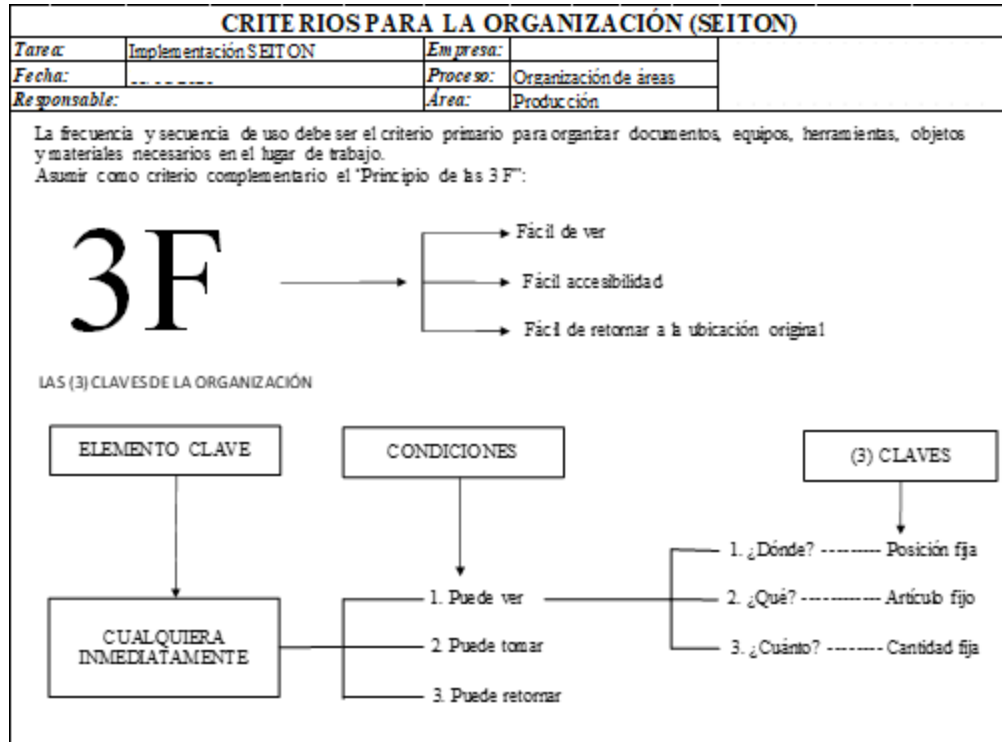 CRITERIOS PARA LA ORGANIZACIÓN (SEITON)
Tarea: Implementación SEITON Empresa:
Fecha: Proceso: Organización de áreas
Responsable: Área: Producción
La frecuencia y secuencia de uso debe ser el criterio primario para organizar documentos, equipos, herramientas, objetos
y materiales necesarios en el lugar de trabajo.
Asumir como criterio complementario el "Principio de las 3 F":
3F
Fácil de ver
Fácil accesibilidad
Fácil de retornar a la ubicación original
LAS (3) CLAVES DE LA ORGANIZACIÓN
ELEMENTO CLAVE
CONDICIONES
(3) CLAVES
CUALQUIERA
INMEDIATAMENTE
1. Puede ver
2 Puede tomar
3. Puede retornar
1. ¿Dónde? --------- Posición fija
2. ¿Qué? ------------ Artículo fijo
3. ¿Cuánto? -------- Cantidad fija